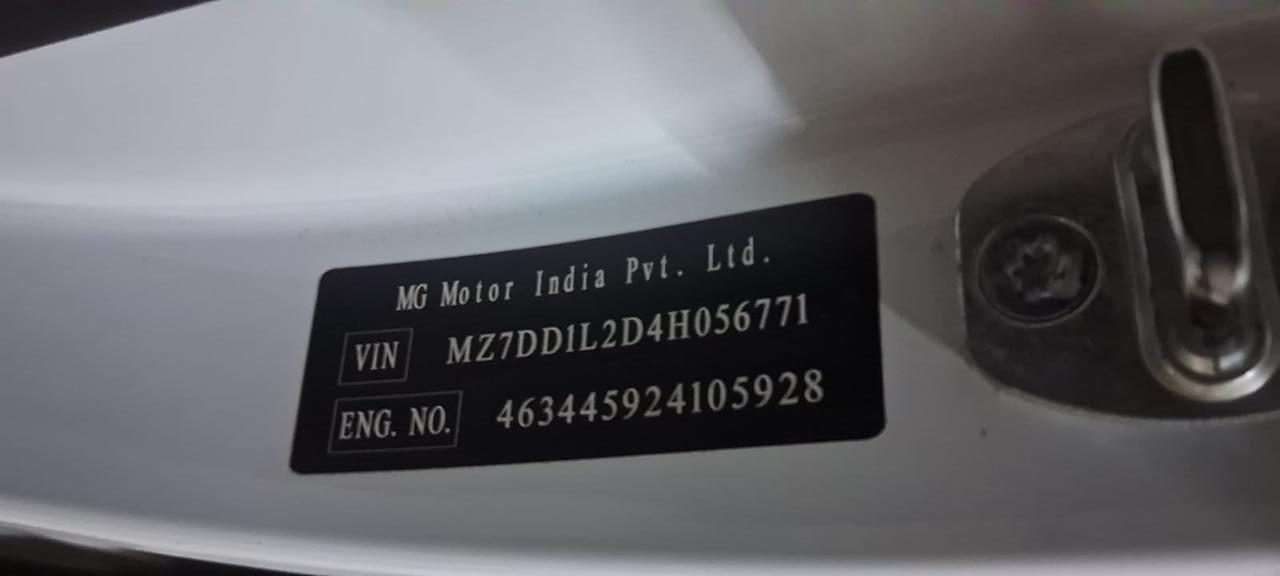 MG Motor India Pvt. Ltd.
VIN MZ7DD1L2D4H056771
ENG. NO. 463445924105928